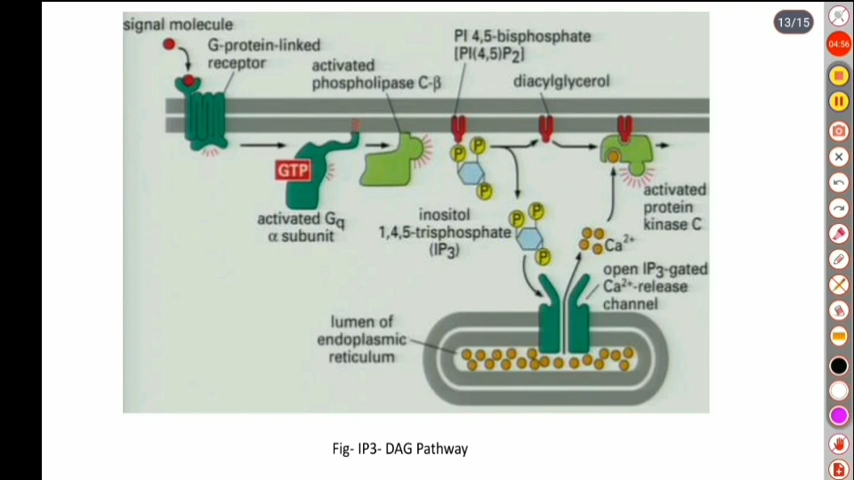 signal molecule
G-protein-linked
receptor
activated
phospholipase C-β
PI 4,5-bisphosphate
[PI(4,5)P2]
diacylglycerol
13/15
04:56
GTP
P
P
P
activated Gq
α subunit
inositol
1,4,5-trisphosphate
(IP3)
P
P
P
Ca2+
activated
protein
kinase C
open IP3-gated
Ca2+-release
channel
lumen of
endoplasmic
reticulum
Fig- IP3- DAG Pathway